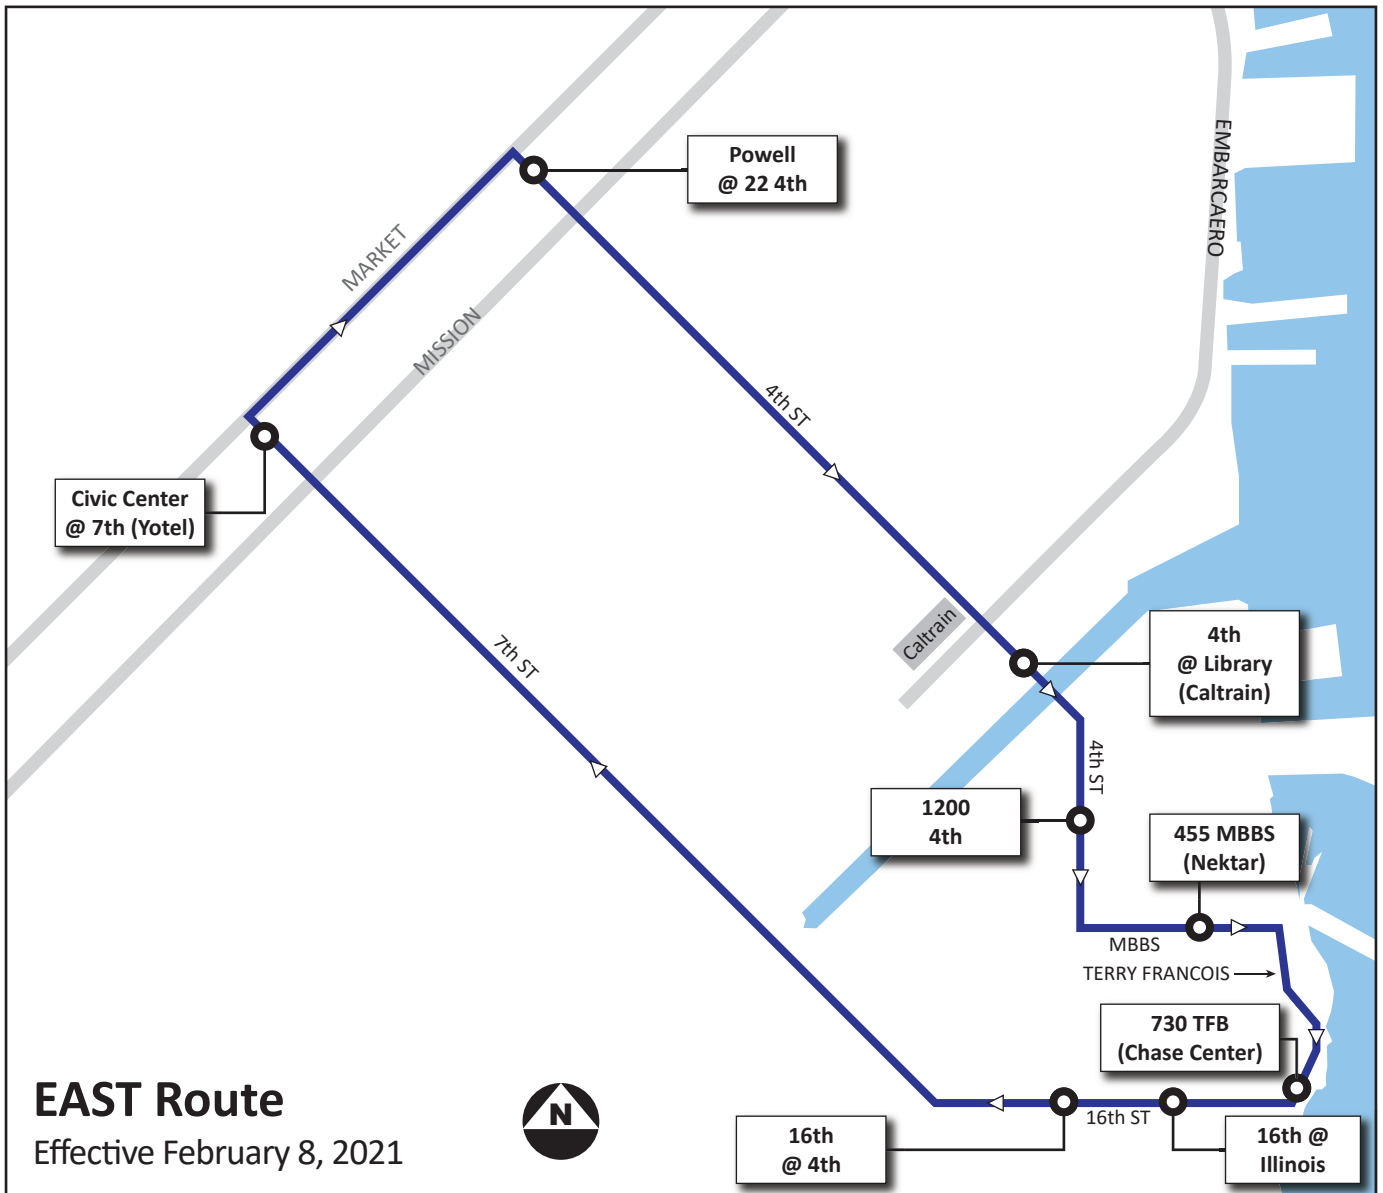 Powell
@ 22 4th
EMBARCAERO
MARKET
MISSION
4th ST
Civic Center
@ 7th (Yotel)
7th ST
Caltrain
4th
@ Library
(Caltrain)
4th ST
1200
4th
455 MBBS
(Nektar)
MBBS
TERRY FRANCOIS
730 TFB
(Chase Center)
16th ST
16th
@ 4th
16th @
Illinois
EAST Route
Effective February 8, 2021
N